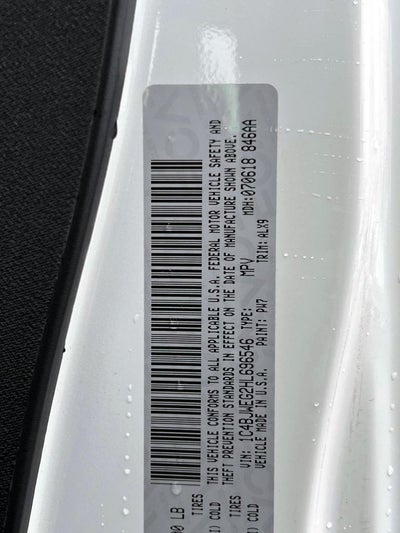 THIS VEHICLE CONFORMS TO ALL APPLICABLE U.S.A. FEDERAL MOTOR VEHICLE SAFETY AND
THEFT PREVENTION STANDARDS IN EFFECT ON THE DATE OF MANUFACTURE SHOWN ABOVE.
VIN: 1C4BJWEG2HL696546 TYPE: MPV MDH: 070618 846AA
VEHICLE MADE IN U.S.A. PAINT: PW7 TRIM: ALX9
00 LB
TIRES
I) COLD
TIRES
I) COLD